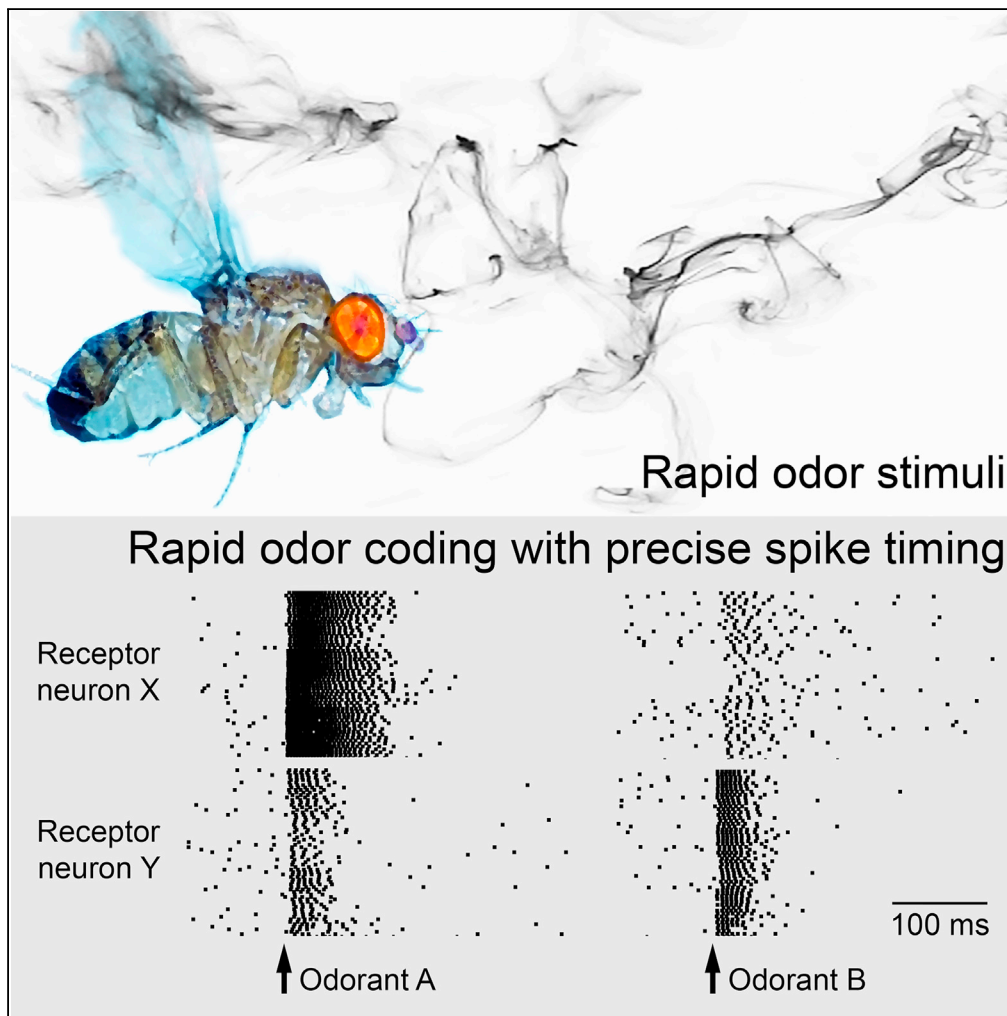 Rapid odor stimuli
Rapid odor coding with precise spike timing
Receptor
neuron X
Receptor
neuron Y
100 ms
Odorant A
Odorant B